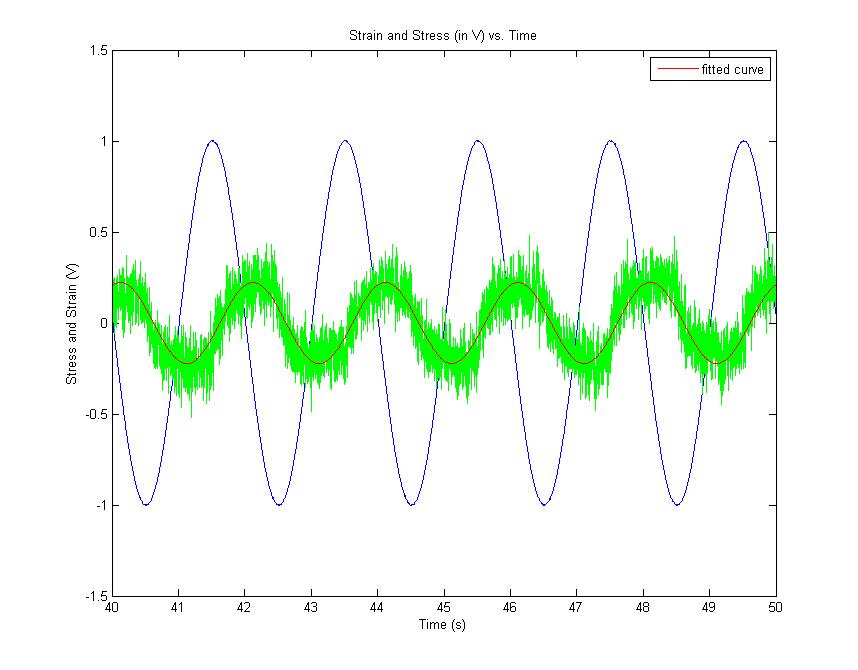 Strain and Stress (in V) vs. Time
fitted curve
1.5
1
0.5
0
-0.5
-1
-1.5
Stress and Strain (V)
40 41 42 43 44 45 46 47 48 49 50
Time (s)